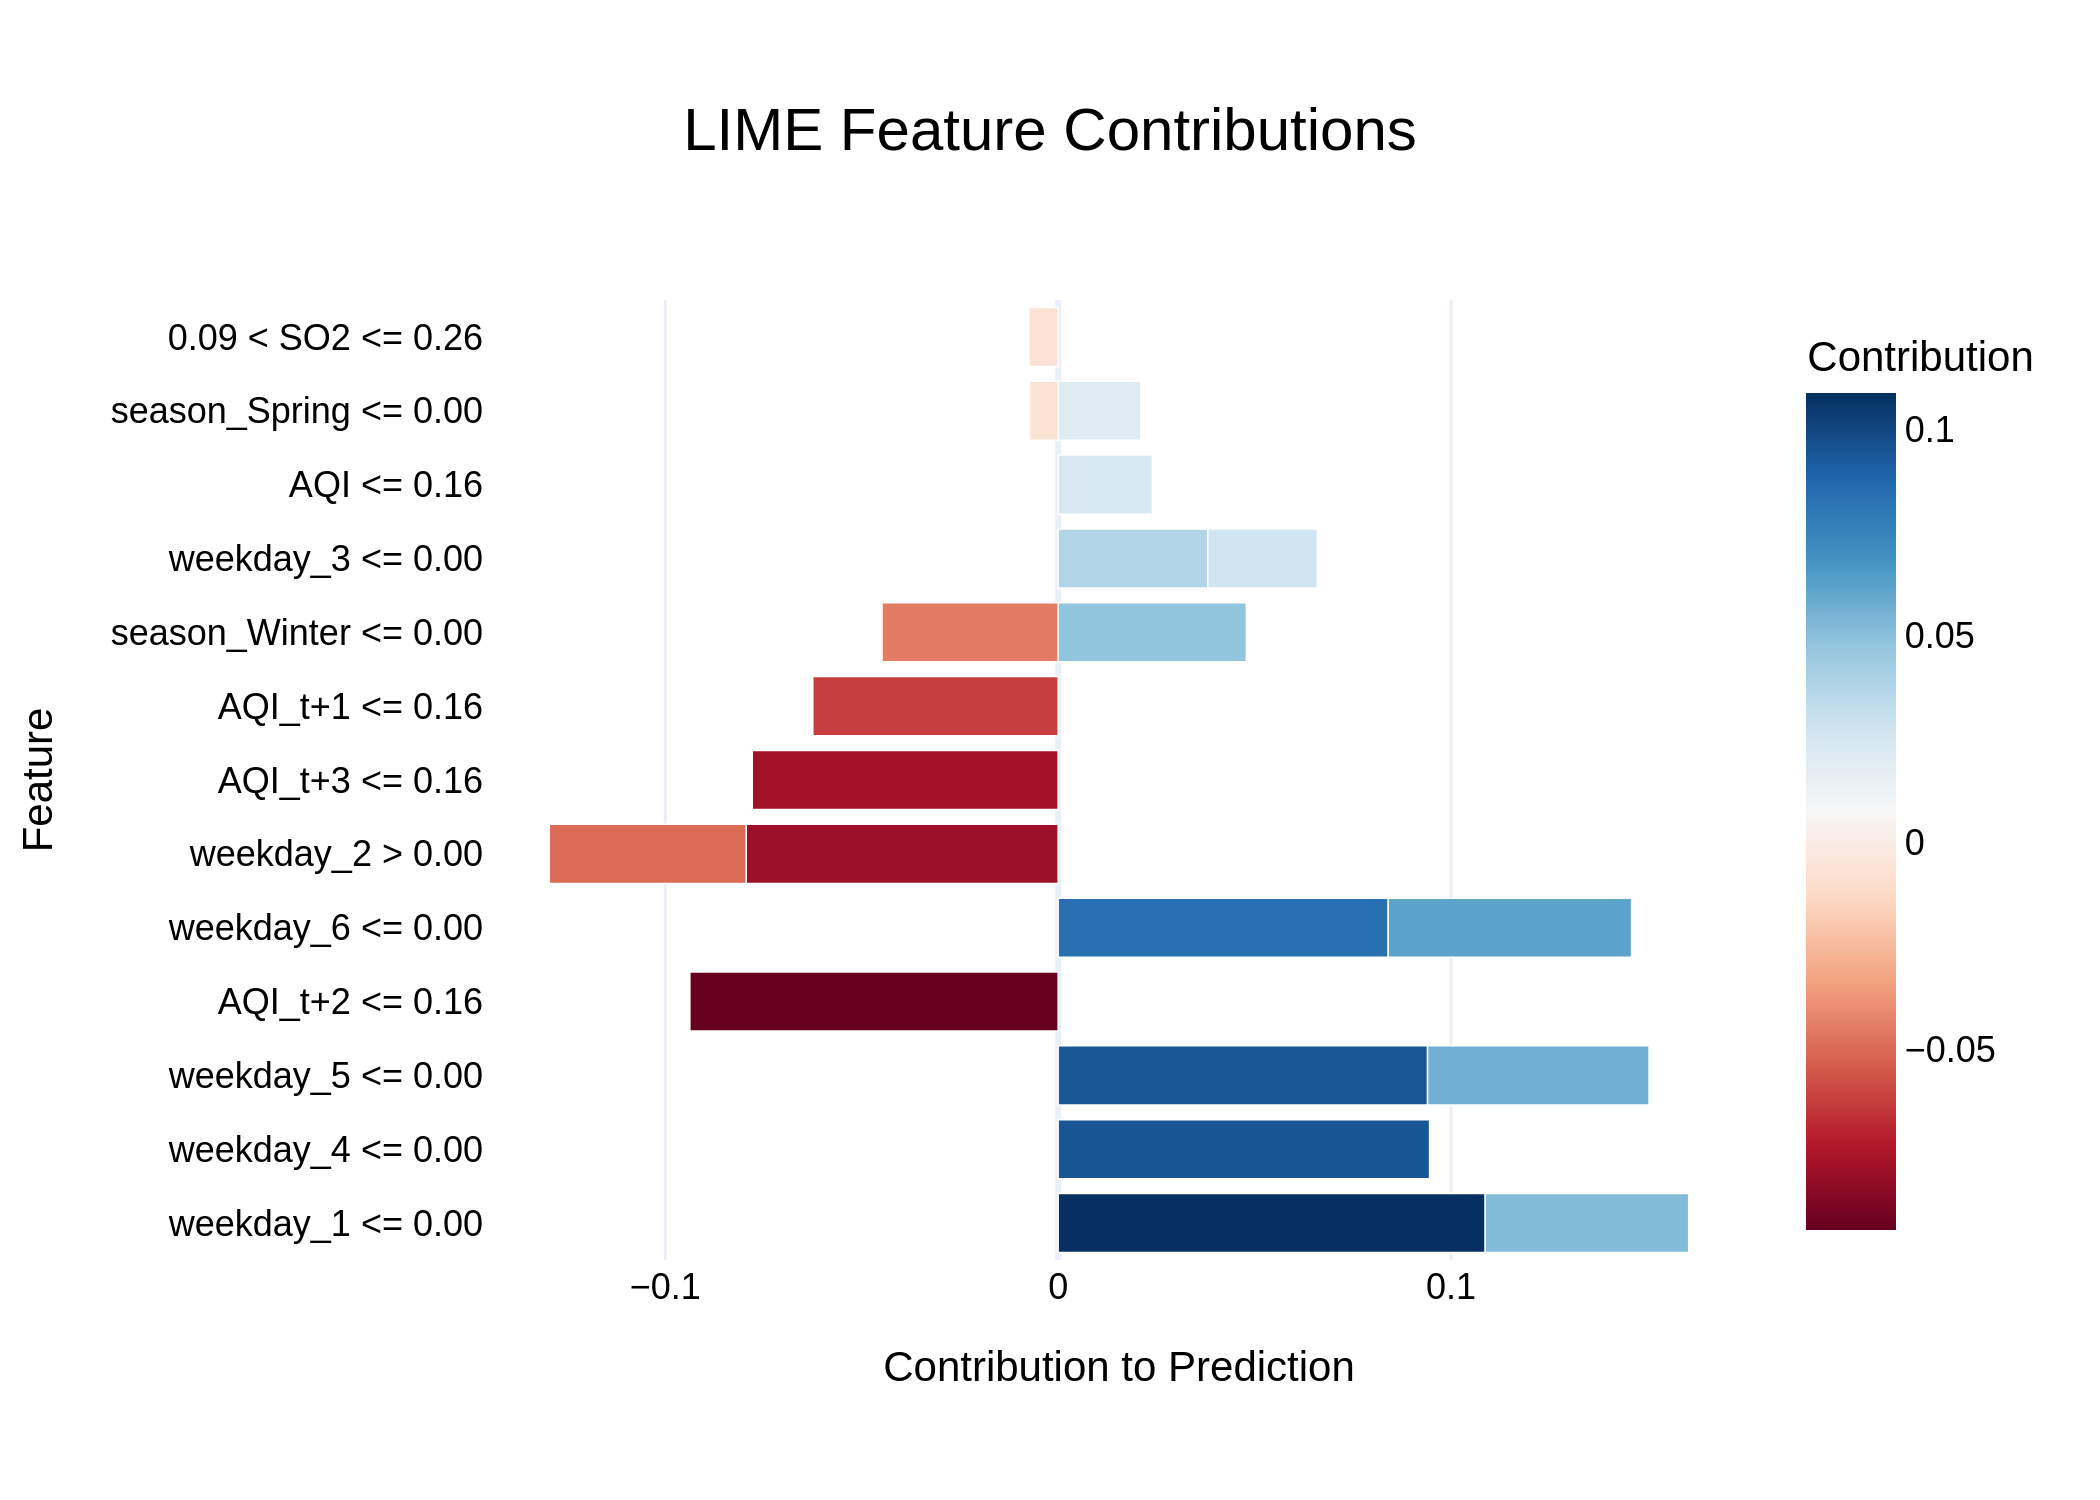 LIME Feature Contributions
0.09 < SO2 <= 0.26
season_Spring <= 0.00
AQI <= 0.16
weekday_3 <= 0.00
season_Winter <= 0.00
AQI_t+1 <= 0.16
AQI_t+3 <= 0.16
weekday_2 > 0.00
weekday_6 <= 0.00
AQI_t+2 <= 0.16
weekday_5 <= 0.00
weekday_4 <= 0.00
weekday_1 <= 0.00
Feature
−0.1
0
0.1
Contribution to Prediction
Contribution
0.1
0.05
0
−0.05